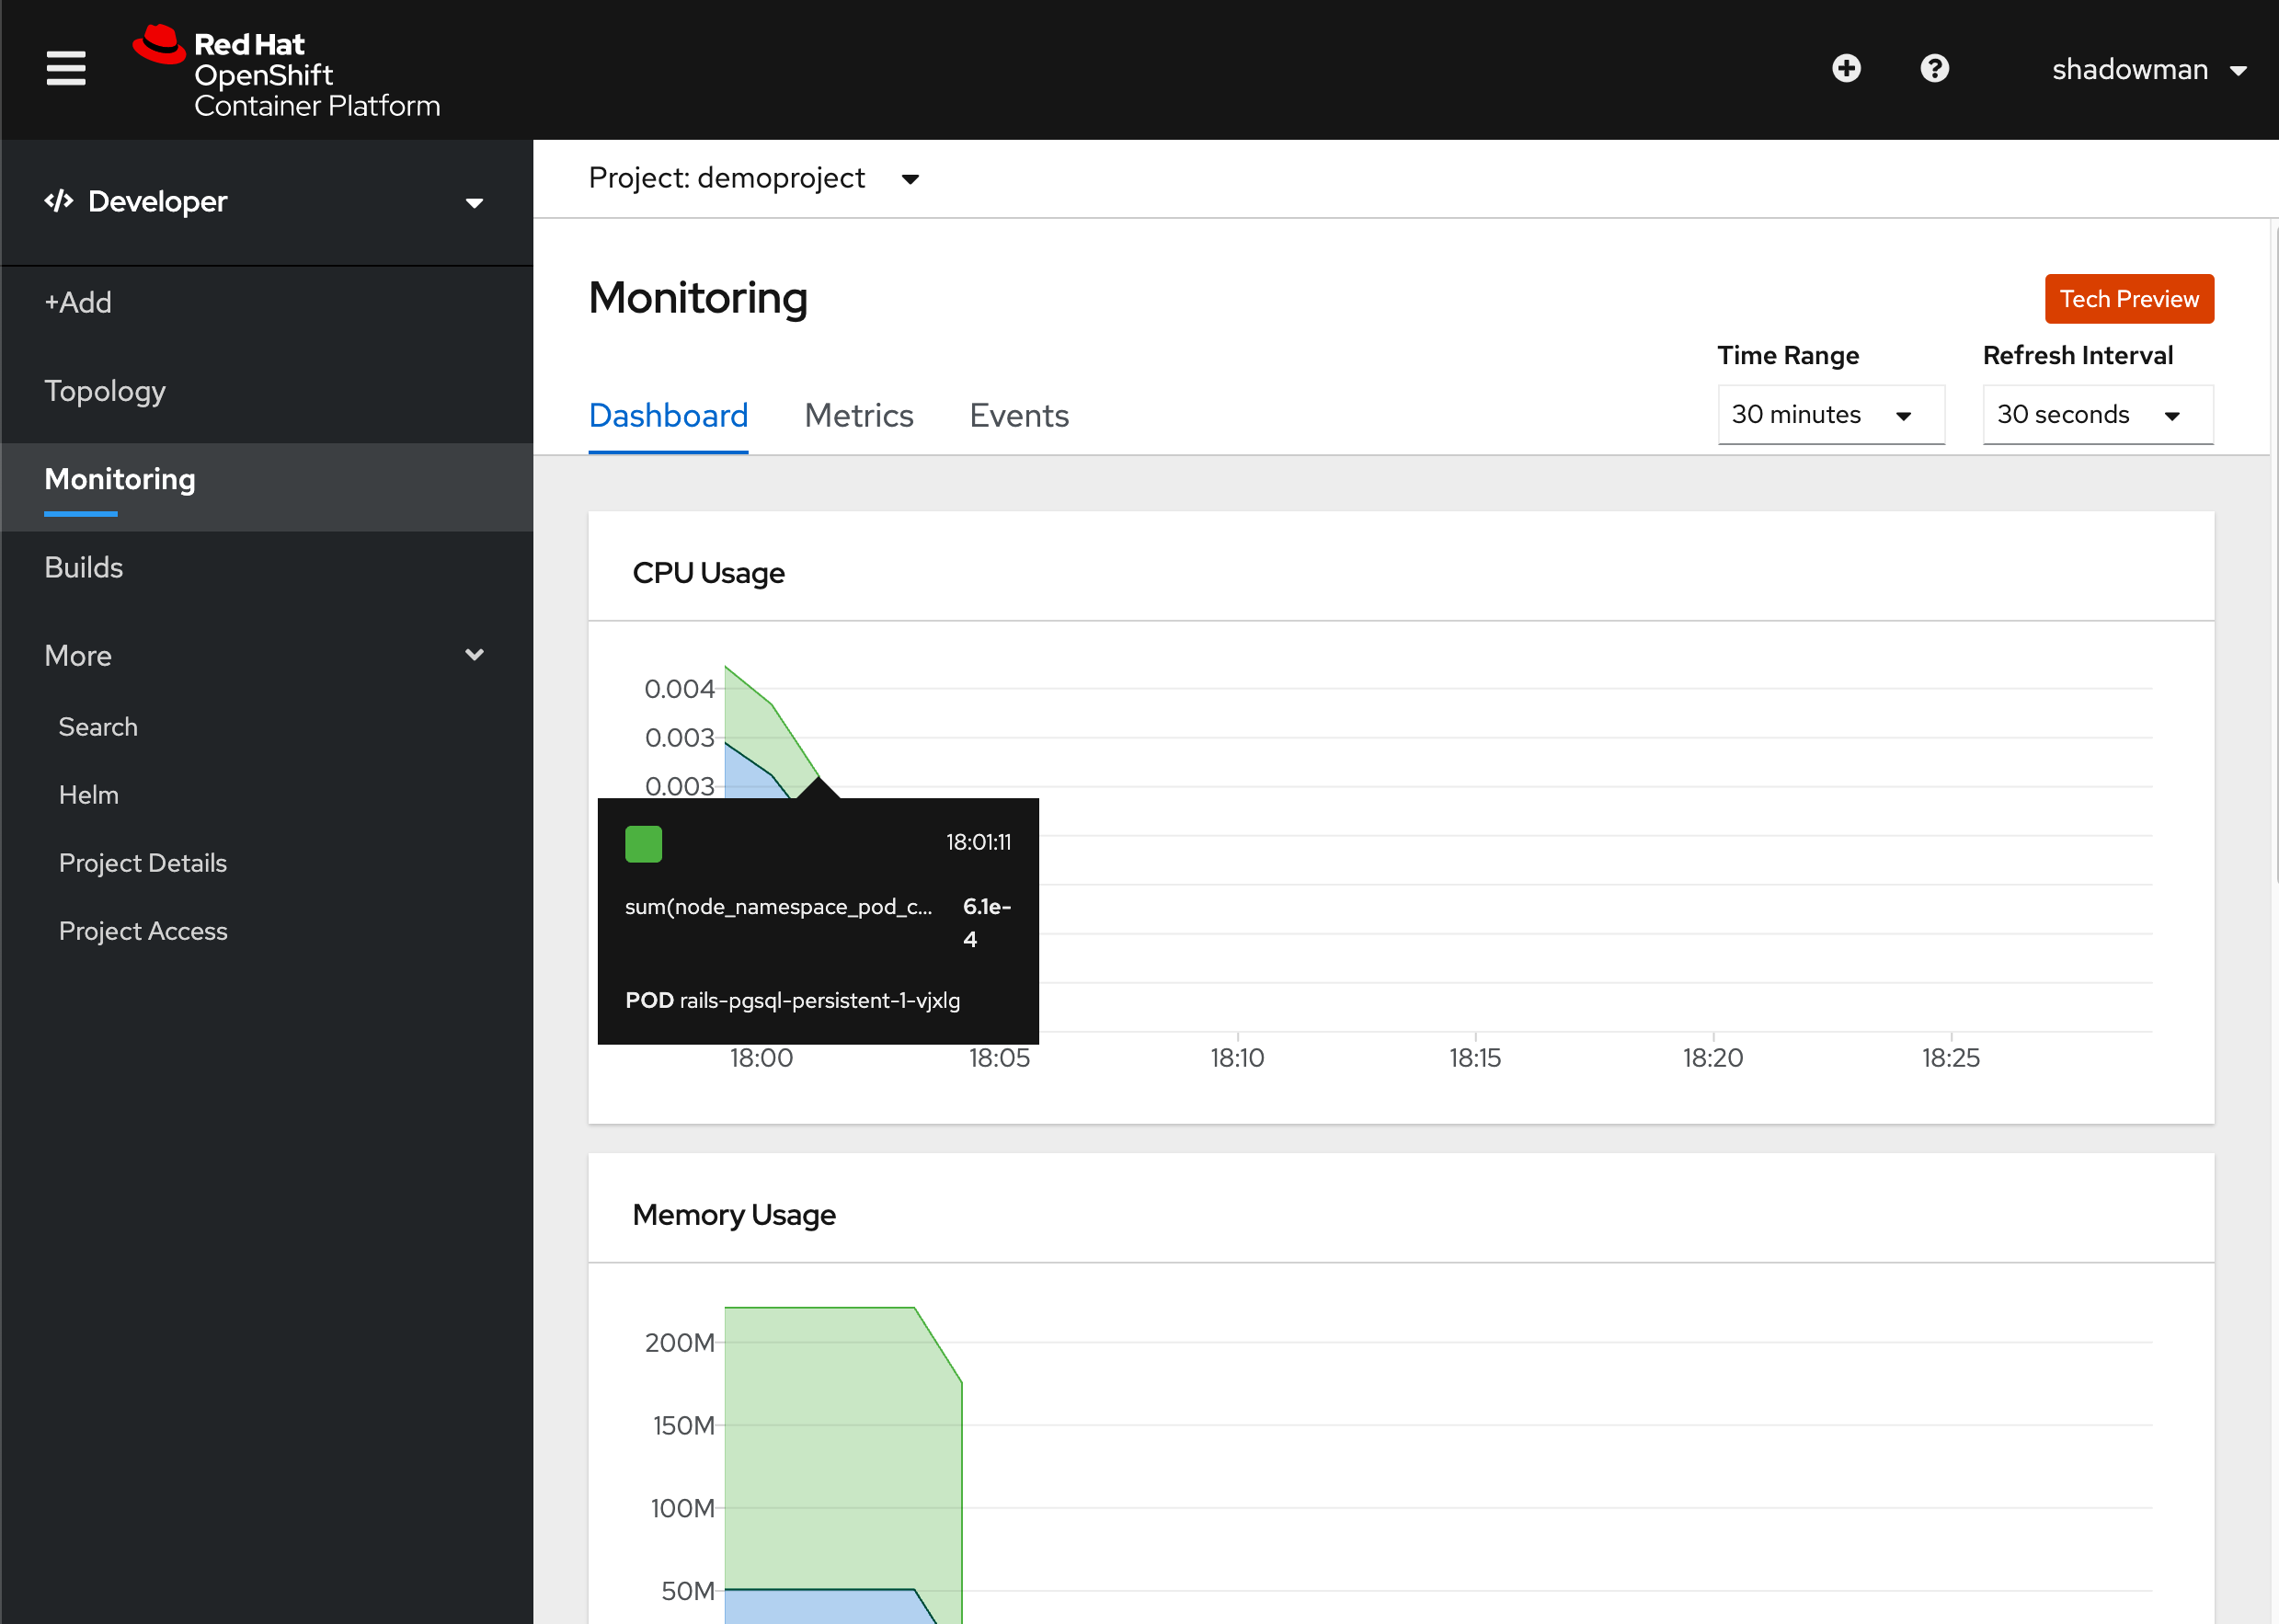 Red Hat
OpenShift
Container Platform
shadowman
Developer
+Add
Topology
Monitoring
Builds
More
Search
Helm
Project Details
Project Access
Project: demoproject
Monitoring
Tech Preview
Time Range
Refresh Interval
30 minutes
30 seconds
Dashboard
Metrics
Events
CPU Usage
0.004
0.003
0.003
18:01:11
sum(node_namespace_pod_c...
6.1e-
4
POD rails-pgsql-persistent-1-vjxlg
18:00
18:05
18:10
18:15
18:20
18:25
Memory Usage
200M
150M
100M
50M